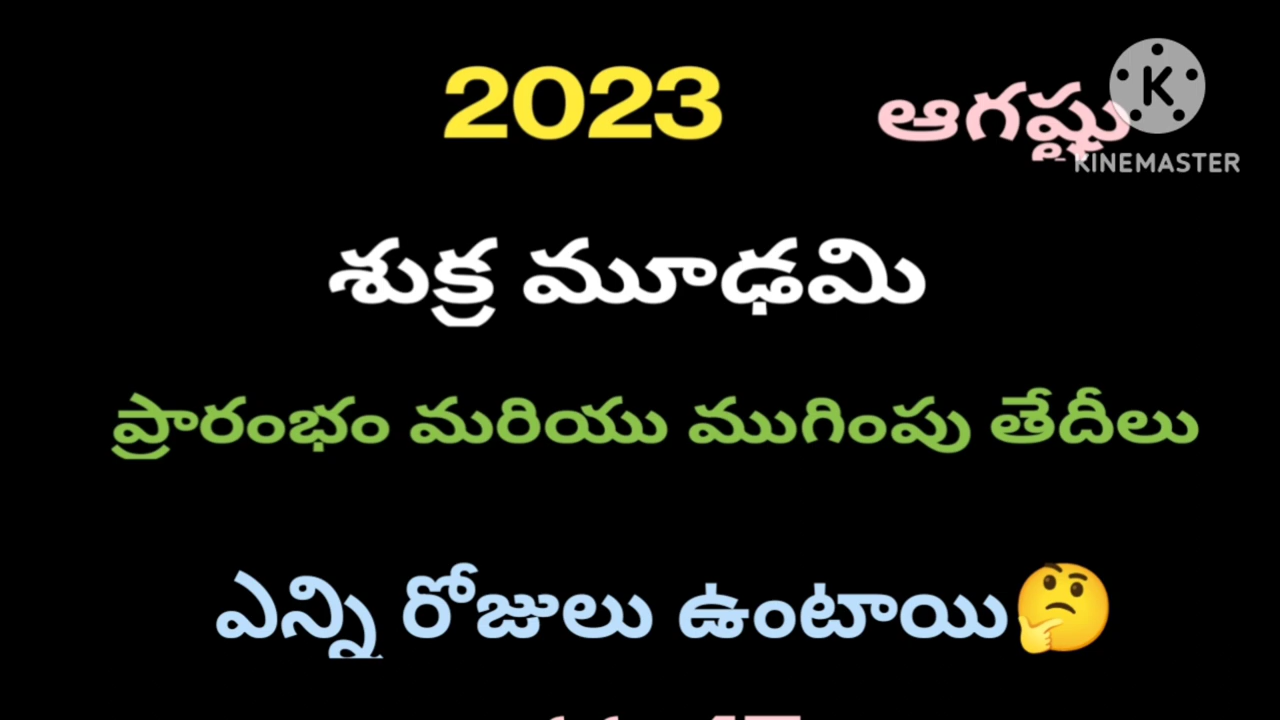 2023 ఆగష్టు
KINEMASTER
శుక్ర మూఢమి
ప్రారంభం మరియు ముగింపు తేదీలు
ఎన్ని రోజులు ఉంటాయి🤔